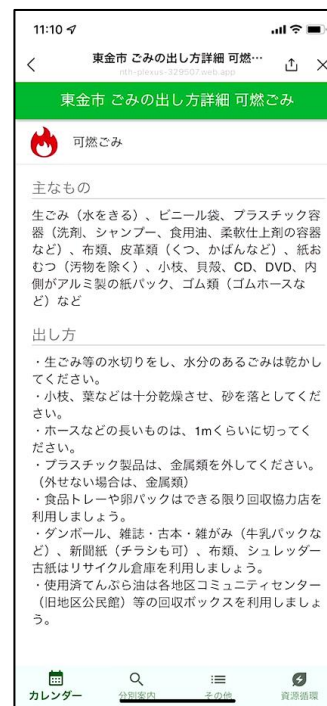 11:10
東金市 ごみの出し方詳細 可燃…
nth-plexus-329507.web.app
東金市 ごみの出し方詳細 可燃ごみ
可燃ごみ
主なもの
生ごみ（水をきる）、ビニール袋、プラスチック容
器（洗剤、シャンプー、食用油、柔軟仕上剤の容器
など）、布類、皮革類（くつ、かばんなど）、紙お
むつ（汚物を除く）、小枝、貝殻、CD、DVD、内
側がアルミ製の紙パック、ゴム類（ゴムホースな
ど）など
出し方
・生ごみ等の水切りをし、水分のあるごみは乾かし
てください。
・小枝、葉などは十分乾燥させ、砂を落としてくだ
さい。
・ホースなどの長いものは、1mくらいに切ってく
ださい。
・プラスチック製品は、金属類を外してください。
（外せない場合は、金属類）
・食品トレーや卵パックはできる限り回収協力店を
利用しましょう。
・ダンボール、雑誌・古本・雑がみ（牛乳パックな
ど）、新聞紙（チラシも可）、布類、シュレッダー
古紙はリサイクル倉庫を利用しましょう。
・使用済てんぷら油は各地区コミュニティセンター
（旧地区公民館）等の回収ボックスを利用しましょ
う。
カレンダー 分別案内 その他 資源循環